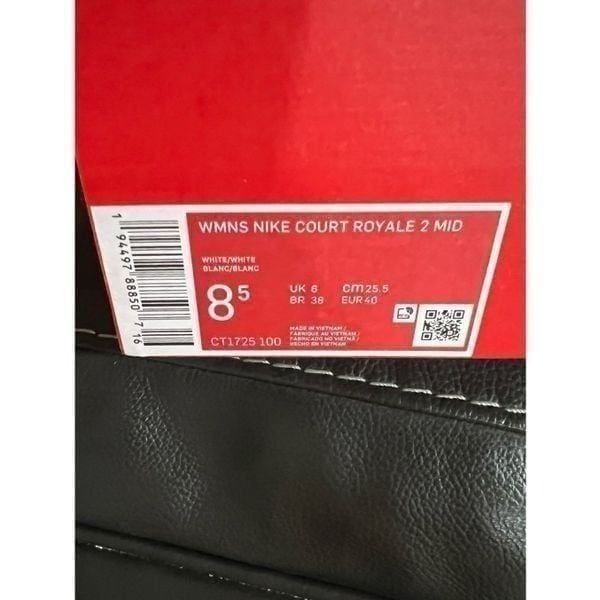 WMNS NIKE COURT ROYALE 2 MID
WHITE/WHITE
BLANC/BLANC
8 5
UK 6 cm 25.5
BR 38 EUR 40
MADE IN VIETNAM /
FABRIQUE AU VIETNAM /
FABRICADO NO VIETNÃ /
HECHO EN VIETNAM
CT1725 100
1 94497 88850 7 16